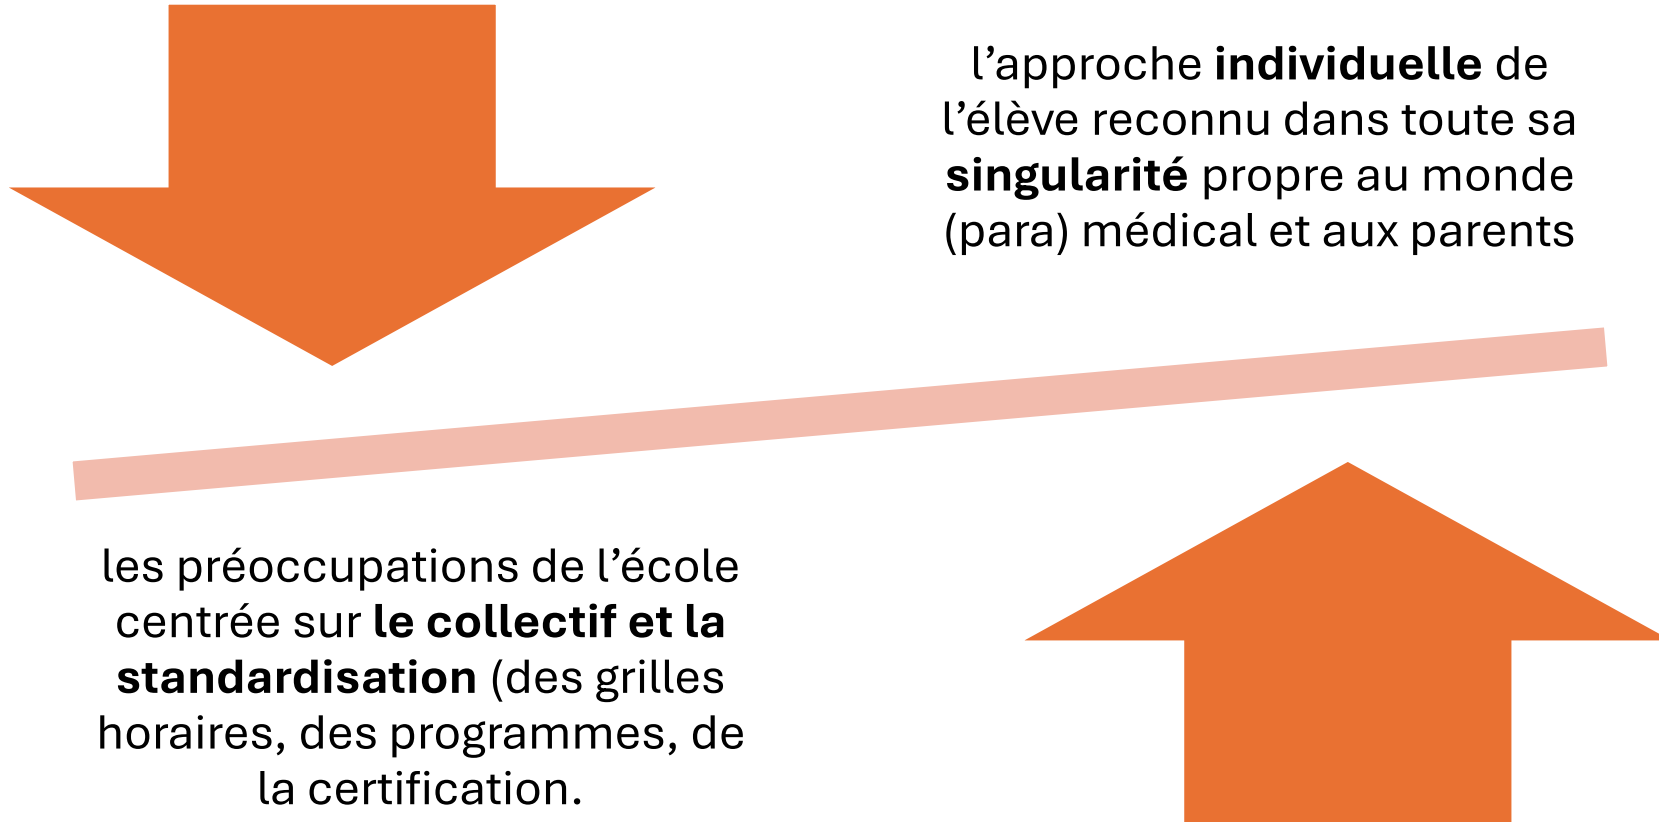 l’approche individuelle de
l’élève reconnu dans toute sa
singularité propre au monde
(para) médical et aux parents
les préoccupations de l’école
centrée sur le collectif et la
standardisation (des grilles
horaires, des programmes, de
la certification.